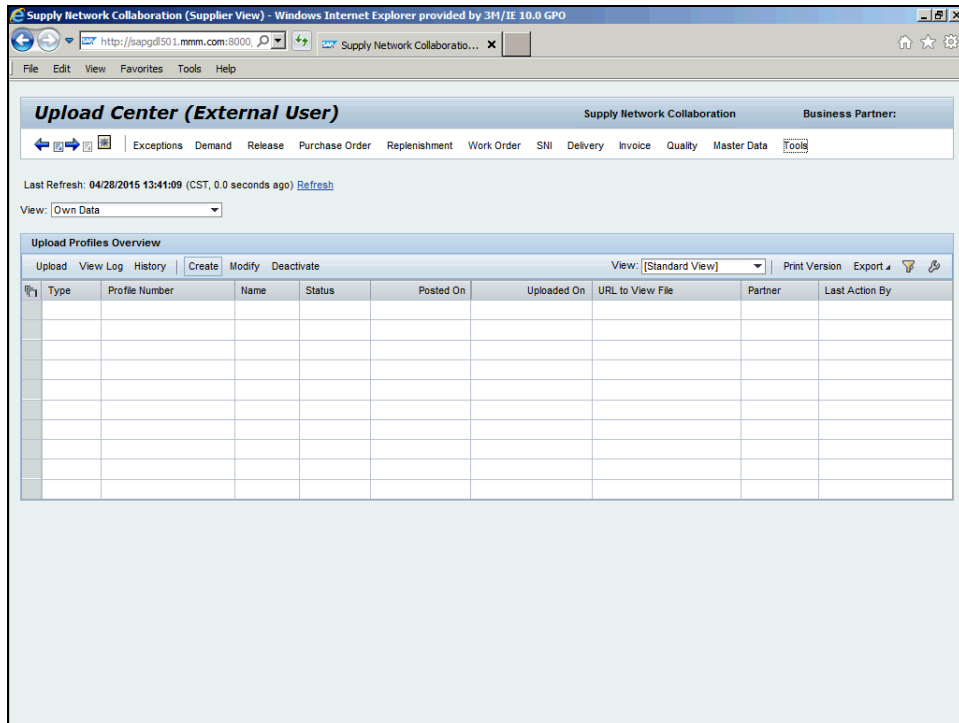 Supply Network Collaboration (Supplier View) - Windows Internet Explorer provided by 3M/IE 10.0 GPO
http://sapgdl501.mmm.com:8000, Supply Network Collaboratio...
File Edit View Favorites Tools Help
Upload Center (External User) Supply Network Collaboration Business Partner:
Exceptions Demand Release Purchase Order Replenishment Work Order SNI Delivery Invoice Quality Master Data Tools
Last Refresh: 04/28/2015 13:41:09 (CST, 0.0 seconds ago) Refresh
View: Own Data
Upload Profiles Overview
Upload View Log History Create Modify Deactivate View: [Standard View] Print Version Export
Type Profile Number Name Status Posted On Uploaded On URL to View File Partner Last Action By